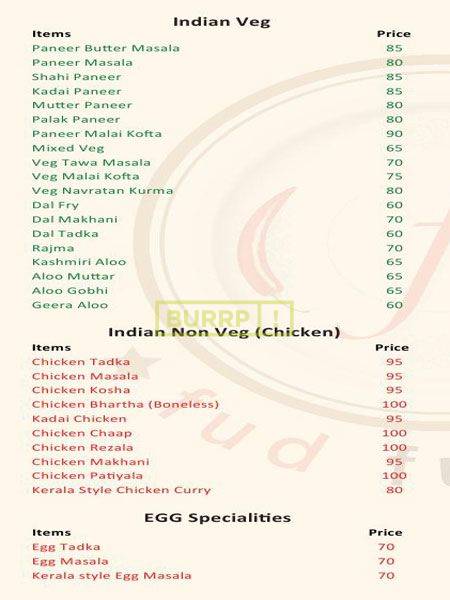 Indian Veg
Items Price
Paneer Butter Masala 85
Paneer Masala 80
Shahi Paneer 85
Kadai Paneer 85
Mutter Paneer 80
Palak Paneer 80
Paneer Malai Kofta 90
Mixed Veg 65
Veg Tawa Masala 70
Veg Malai Kofta 75
Veg Navratan Kurma 80
Dal Fry 60
Dal Makhani 70
Dal Tadka 60
Rajma 70
Kashmiri Aloo 65
Aloo Muttar 65
Aloo Gobhi 65
Geera Aloo 60
BURRP!
Indian Non Veg (Chicken)
Items Price
Chicken Tadka 95
Chicken Masala 95
Chicken Kosha 95
Chicken Bhartha (Boneless) 100
Kadai Chicken 95
Chicken Chaap 100
Chicken Rezala 100
Chicken Makhani 95
Chicken Patiyala 100
Kerala Style Chicken Curry 80
fud
EGG Specialities
Items Price
Egg Tadka 70
Egg Masala 70
Kerala style Egg Masala 70